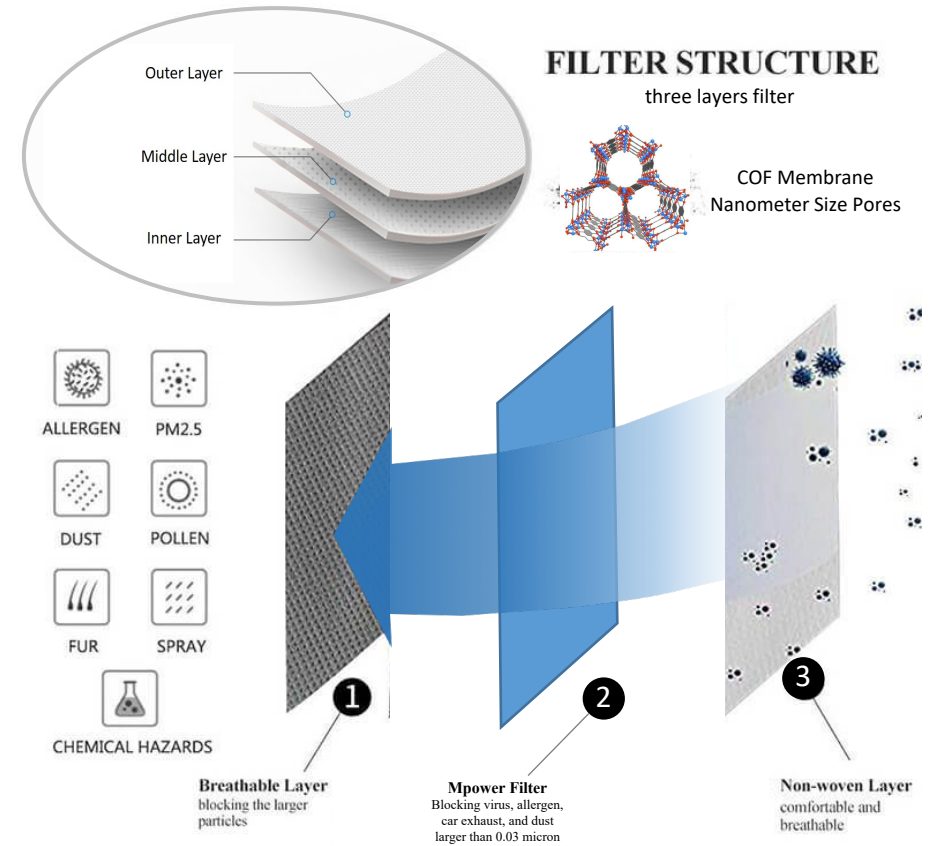 FILTER STRUCTURE
three layers filter
Outer Layer
Middle Layer
Inner Layer
COF Membrane
Nanometer Size Pores
ALLERGEN
PM2.5
DUST
POLLEN
FUR
SPRAY
CHEMICAL HAZARDS
1
2
3
Breathable Layer
blocking the larger
particles
Mpower Filter
Blocking virus, allergen,
car exhaust, and dust
larger than 0.03 micron
Non-woven Layer
comfortable and
breathable